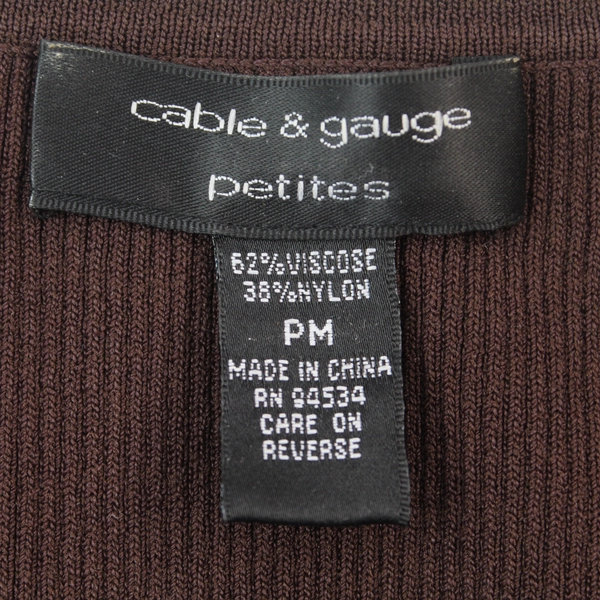 cable & gauge
petites
62%VISCOSE
38%NYLON
PM
MADE IN CHINA
RN 94534
CARE ON
REVERSE